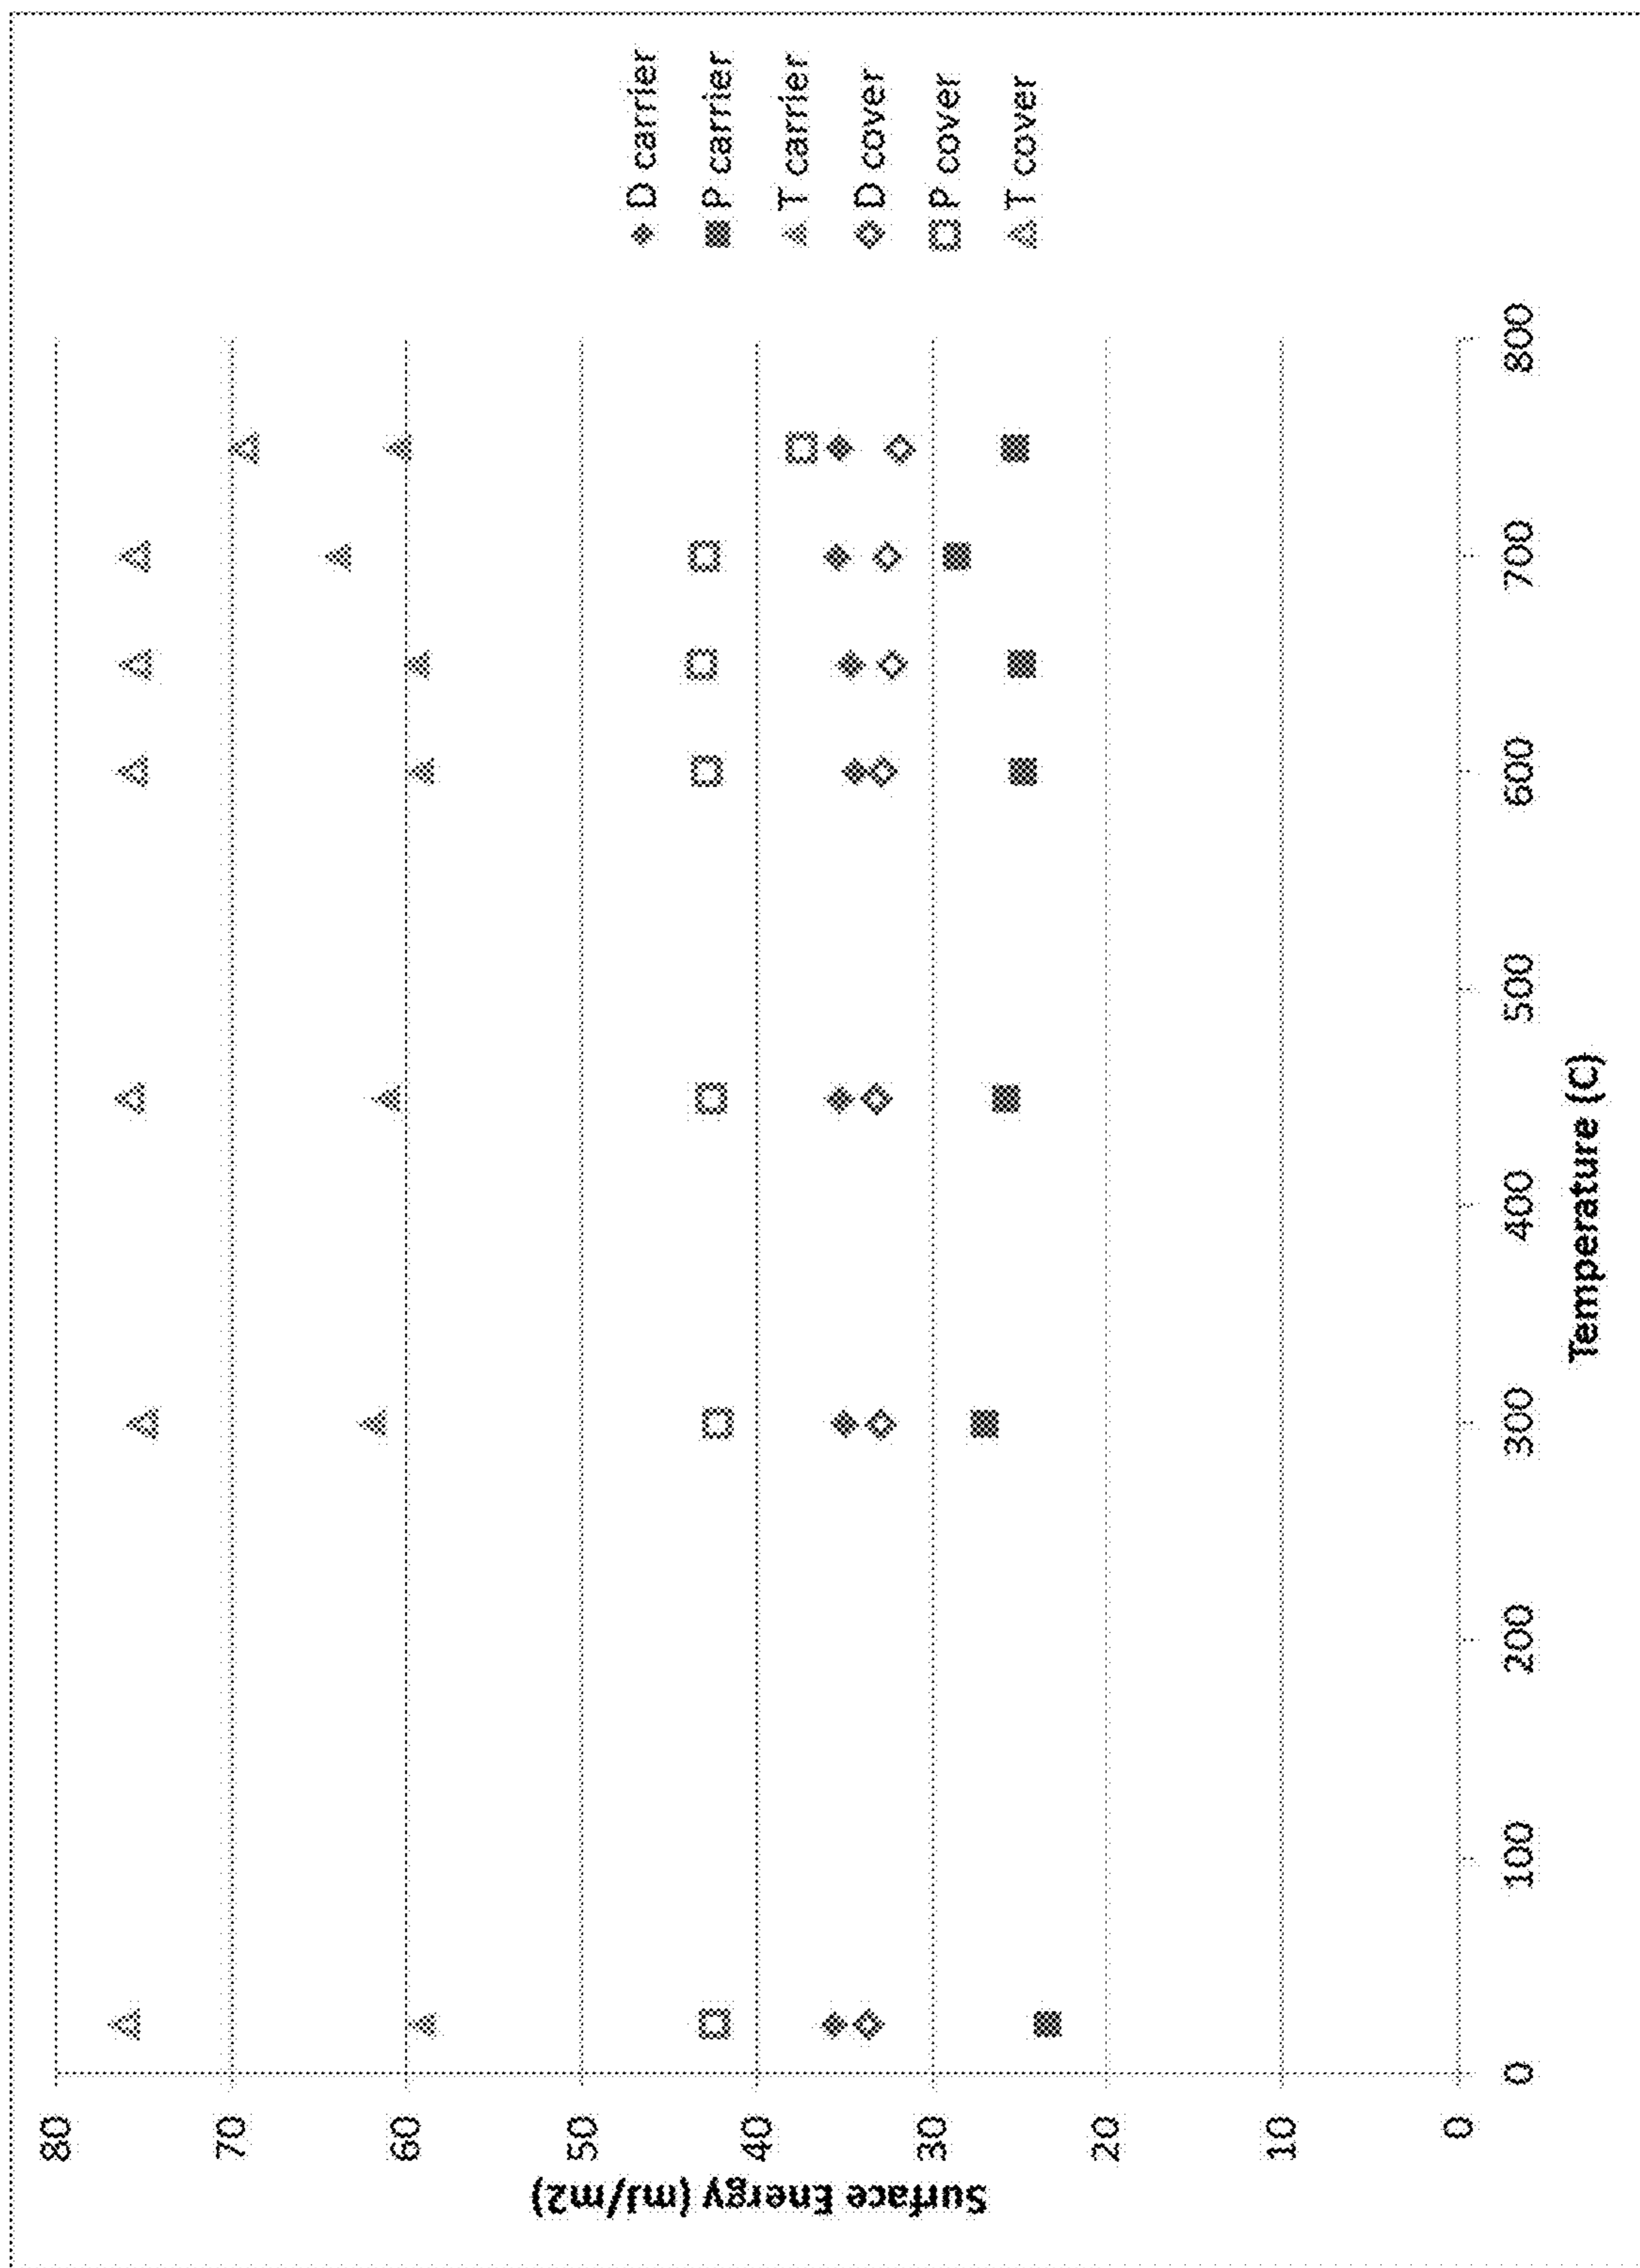 80
70
60
50
40
30
20
10
0
Surface Energy (mJ/m2)
0
100
200
300
400
500
600
700
800
Temperature (C)
D carrier
P carrier
T carrier
D cover
P cover
T cover